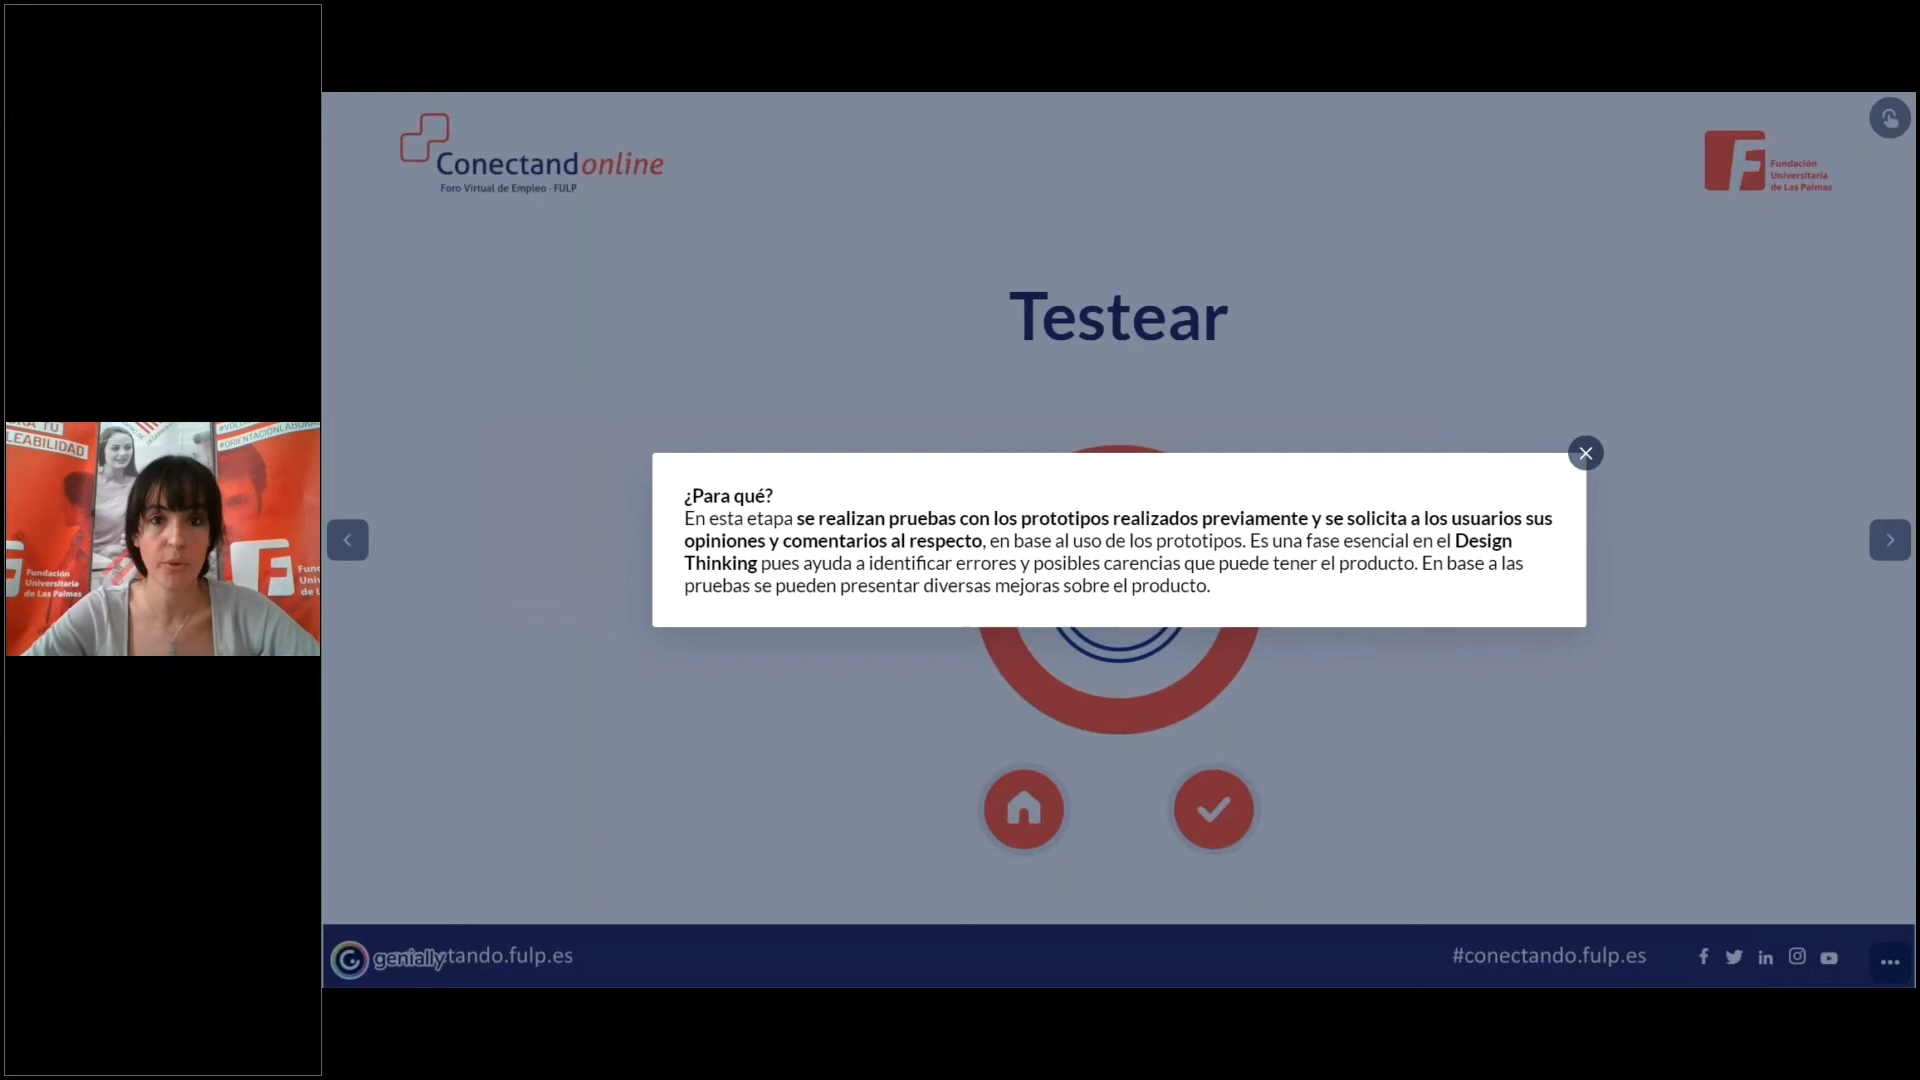 Conectandonline
Foro Virtual de Empleo · FULP
Fundación
Universitaria
de Las Palmas
Testear
¿Para qué?
En esta etapa se realizan pruebas con los prototipos realizados previamente y se solicita a los usuarios sus
opiniones y comentarios al respecto, en base al uso de los prototipos. Es una fase esencial en el Design
Thinking pues ayuda a identificar errores y posibles carencias que puede tener el producto. En base a las
pruebas se pueden presentar diversas mejoras sobre el producto.
TU
LEABILIDAD
#ORIENTACIONLABORA
Fundación
Universitaria
de Las Palmas
genially
tando.fulp.es
#conectando.fulp.es